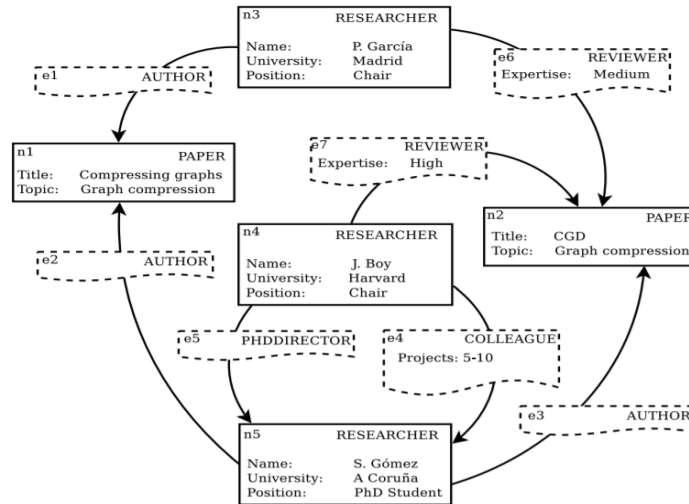 n3 RESEARCHER
Name: P. García
University: Madrid
Position: Chair
e1 AUTHOR
e6 REVIEWER
Expertise: Medium
n1 PAPER
Title: Compressing graphs
Topic: Graph compression
e7 REVIEWER
Expertise: High
n2 PAPER
Title: CGD
Topic: Graph compression
n4 RESEARCHER
Name: J. Boy
University: Harvard
Position: Chair
e2 AUTHOR
e5 PHDDIRECTOR
e4 COLLEAGUE
Projects: 5-10
e3 AUTHOR
n5 RESEARCHER
Name: S. Gómez
University: A Coruña
Position: PhD Student